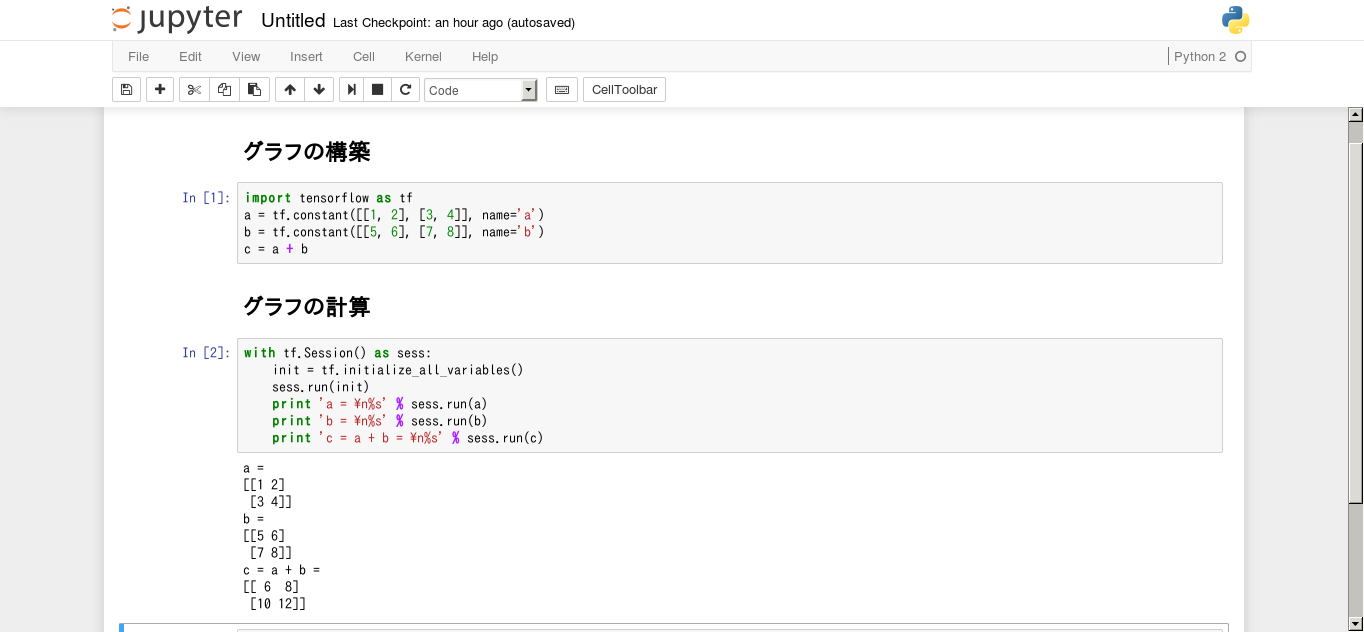 jupyter Untitled Last Checkpoint: an hour ago (autosaved)
File Edit View Insert Cell Kernel Help Python 2
Code CellToolbar
グラフの構築
In [1]: import tensorflow as tf
a = tf.constant([[1, 2], [3, 4]], name='a')
b = tf.constant([[5, 6], [7, 8]], name='b')
c = a + b
グラフの計算
In [2]: with tf.Session() as sess:
    init = tf.initialize_all_variables()
    sess.run(init)
    print 'a = ¥n%s' % sess.run(a)
    print 'b = ¥n%s' % sess.run(b)
    print 'c = a + b = ¥n%s' % sess.run(c)
a =
[[1 2]
 [3 4]]
b =
[[5 6]
 [7 8]]
c = a + b =
[[ 6  8]
 [10 12]]